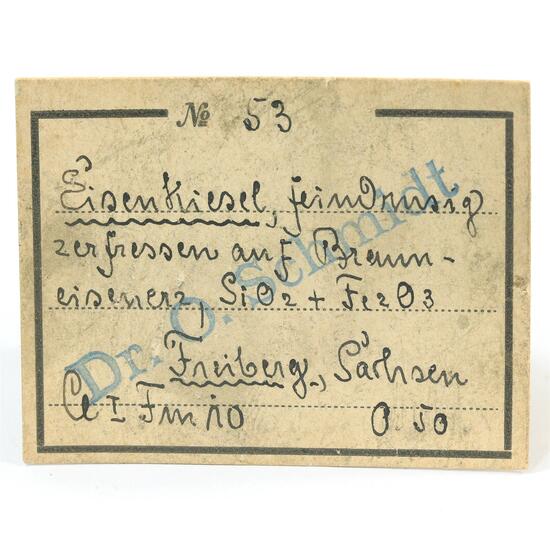 № 53
Eisenkiesel, feindrusig
zerfressen auf Braun-
eisenerz, SiO2 + Fe2O3
Dr. O. Schmidt
Freiberg, Sachsen
0.50